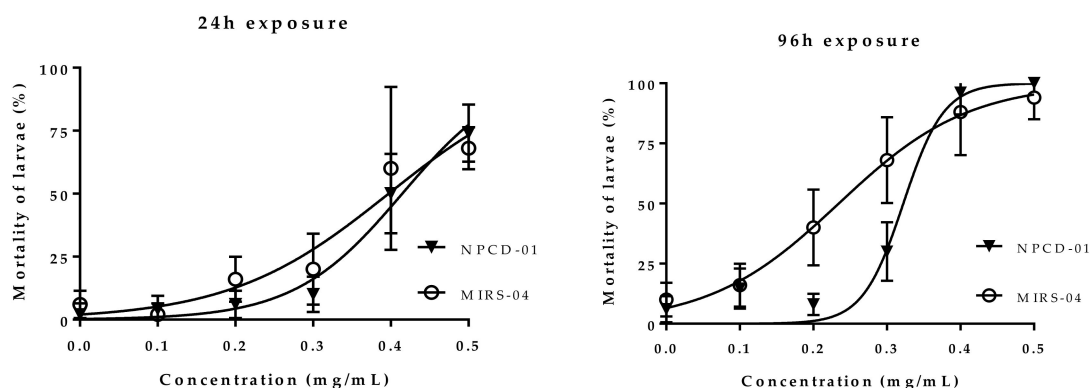 24h exposure
100
75
50
25
0
Mortality of larvae (%)
0.0 0.1 0.2 0.3 0.4 0.5
Concentration (mg/mL)
NPCD-01
MIRS-04
96h exposure
100
75
50
25
0
Mortality of larvae (%)
0.0 0.1 0.2 0.3 0.4 0.5
Concentration (mg/mL)
NPCD-01
MIRS-04